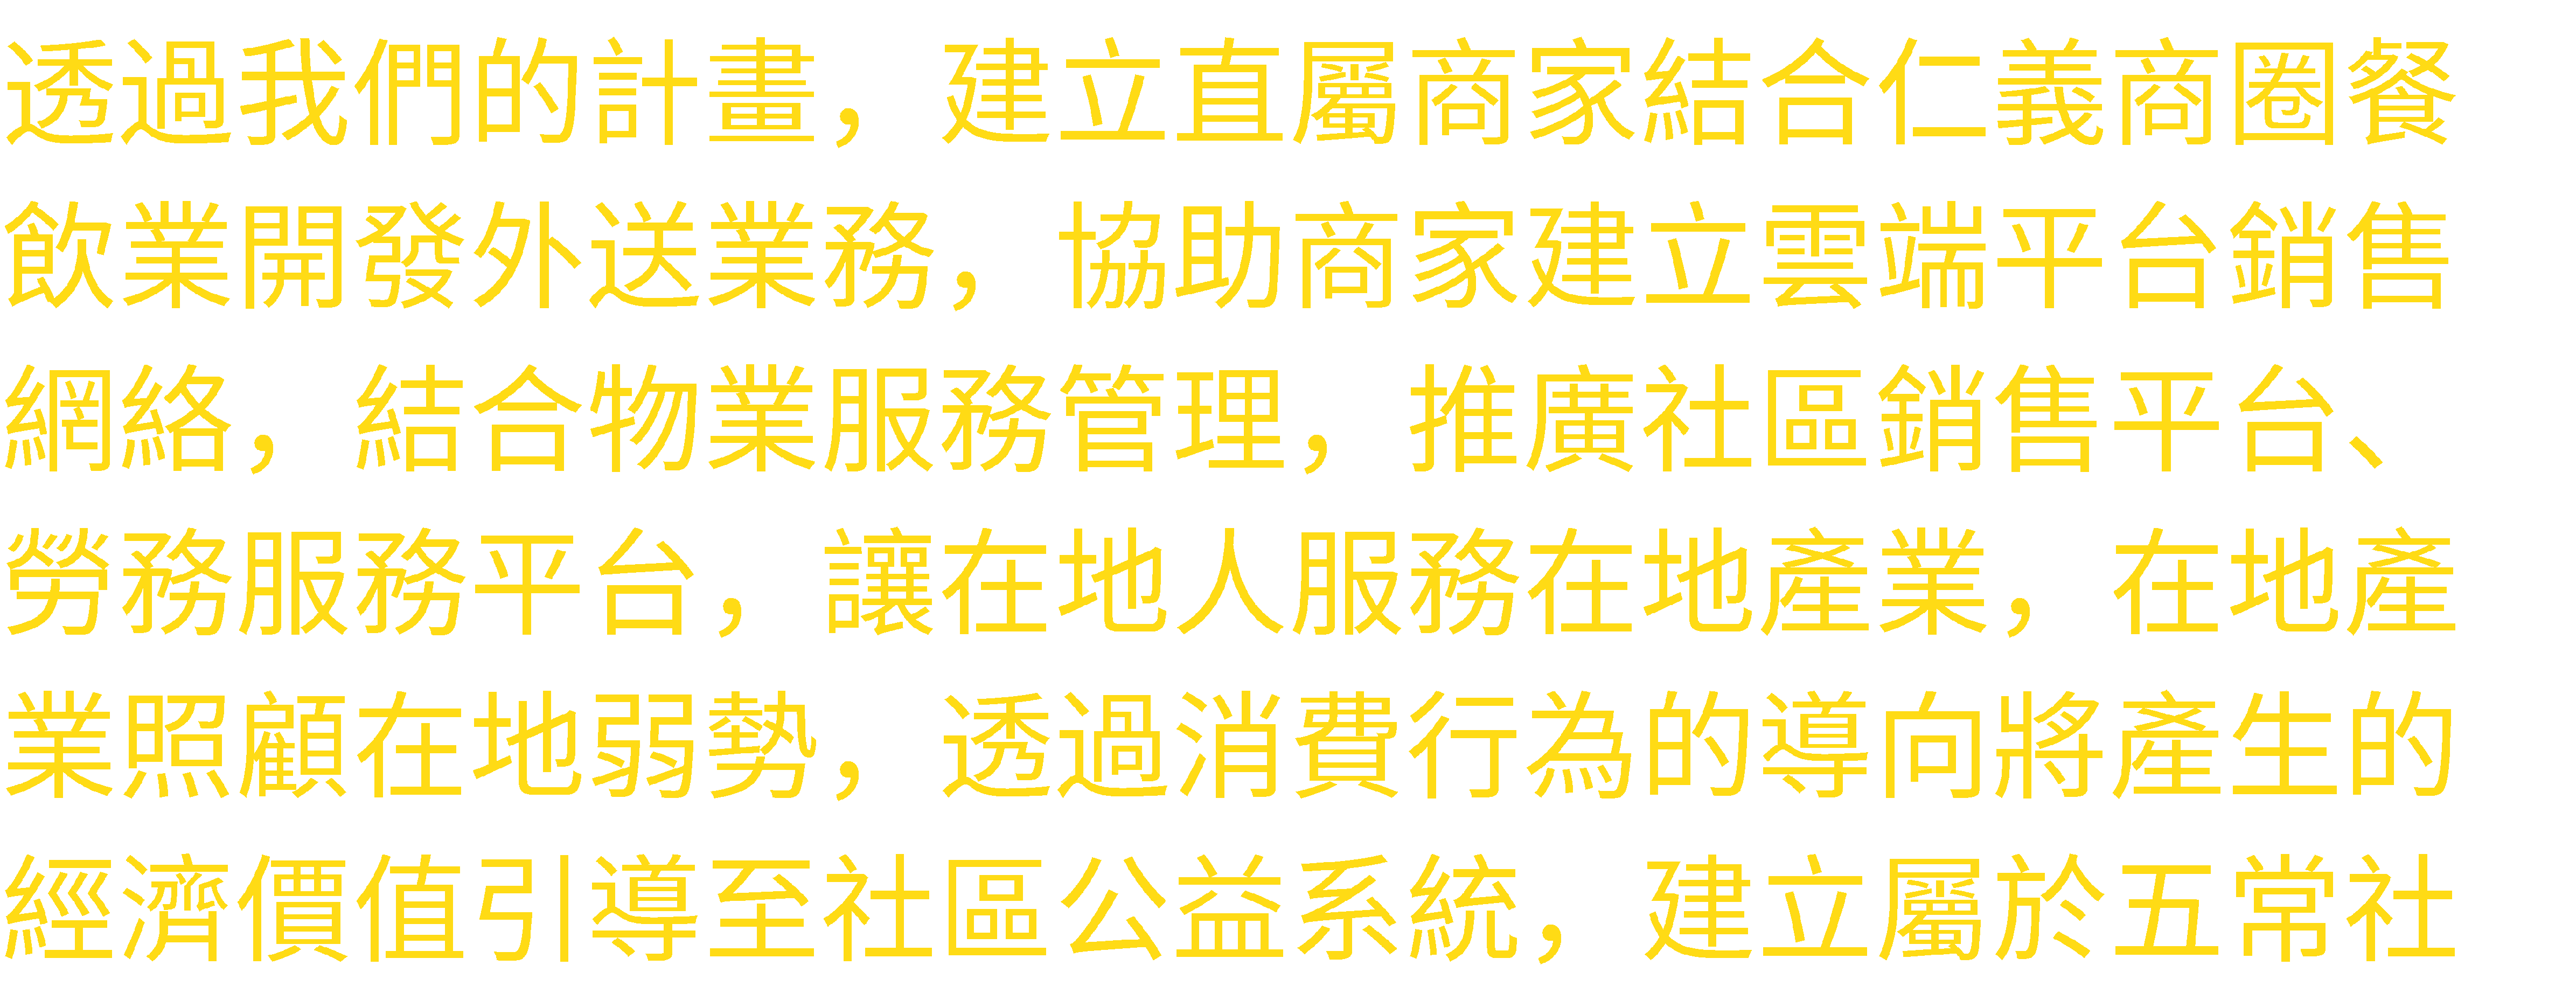 透過我們的計畫，建立直屬商家結合仁義商圈餐
飲業開發外送業務，協助商家建立雲端平台銷售
網絡，結合物業服務管理，推廣社區銷售平台、
勞務服務平台，讓在地人服務在地產業，在地產
業照顧在地弱勢，透過消費行為的導向將產生的
經濟價值引導至社區公益系統，建立屬於五常社